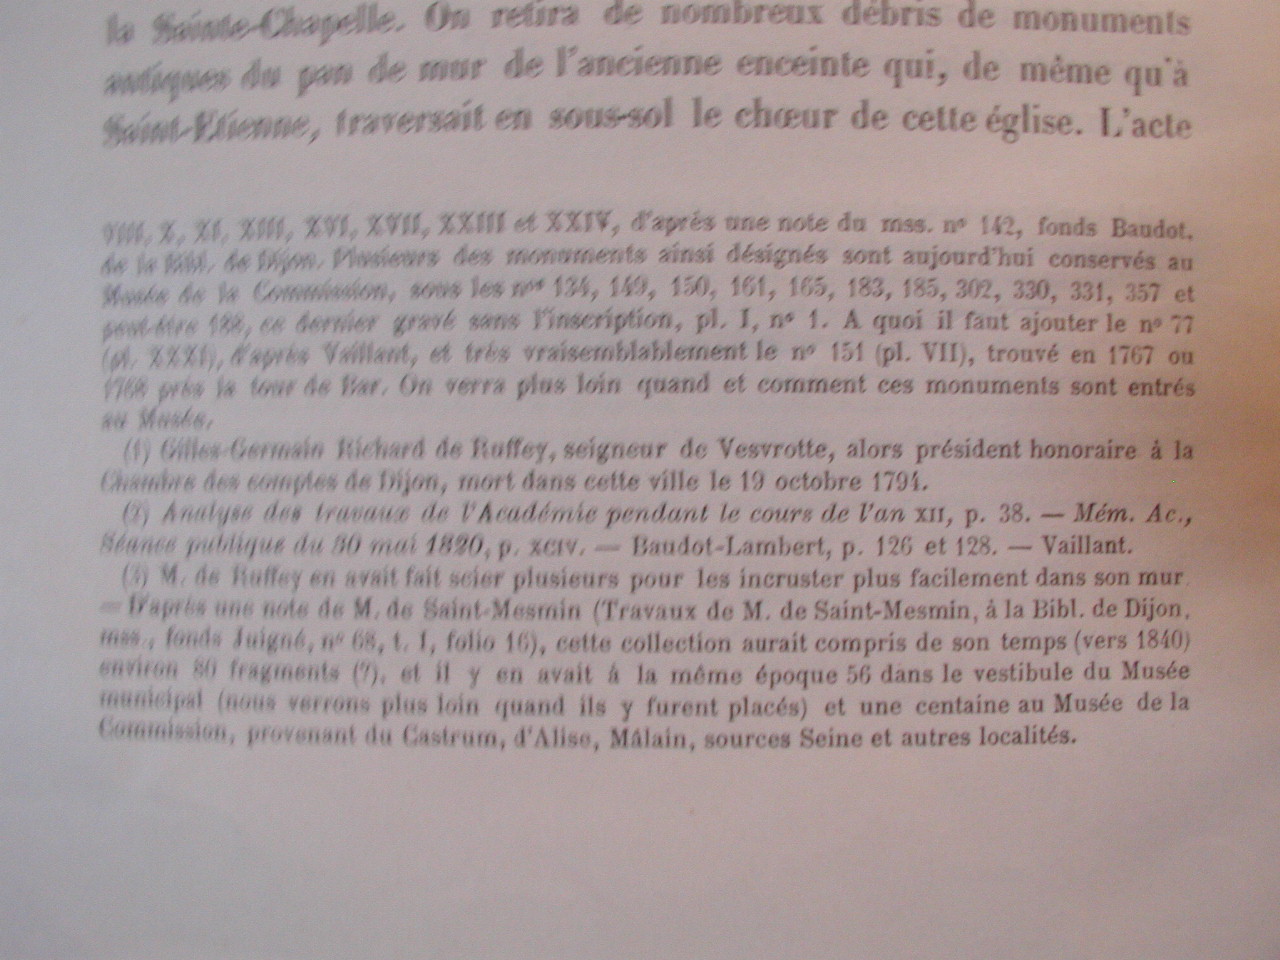 la Sainte-Chapelle. On retira de nombreux débris de monuments
antiques du pan de mur de l'ancienne enceinte qui, de même qu'à
Saint-Etienne, traversait en sous-sol le chœur de cette église. L'acte
VIII, X, XI, XIII, XVI, XVII, XXIII et XXIV, d'après une note du mss. nº 142, fonds Baudot,
de la Bibl. de Dijon. Plusieurs des monuments ainsi désignés sont aujourd'hui conservés au
Musée de la Commission, sous les nos 134, 149, 150, 161, 165, 183, 185, 302, 330, 331, 357 et
peut-être 188, ce dernier gravé sans l'inscription, pl. I, nº 1. A quoi il faut ajouter le nº 77
(pl. XXXI), d'après Vaillant, et très vraisemblablement le nº 151 (pl. VII), trouvé en 1767 ou
1768 près la tour de Bar. On verra plus loin quand et comment ces monuments sont entrés
au Musée.
(1) Gilles-Germain Richard de Ruffey, seigneur de Vesvrotte, alors président honoraire à la
Chambre des comptes de Dijon, mort dans cette ville le 19 octobre 1794.
(2) Analyse des travaux de l'Académie pendant le cours de l'an XII, p. 38. — Mém. Ac.,
Séance publique du 30 mai 1820, p. XCIV. — Baudot-Lambert, p. 126 et 128. — Vaillant.
(3) M. de Ruffey en avait fait scier plusieurs pour les incruster plus facilement dans son mur.
— D'après une note de M. de Saint-Mesmin (Travaux de M. de Saint-Mesmin, à la Bibl. de Dijon,
mss., fonds Juigné, nº 68, t. I, folio 16), cette collection aurait compris de son temps (vers 1840)
environ 80 fragments (?), et il y en avait à la même époque 56 dans le vestibule du Musée
municipal (nous verrons plus loin quand ils y furent placés) et une centaine au Musée de la
Commission, provenant du Castrum, d'Alise, Mâlain, sources Seine et autres localités.